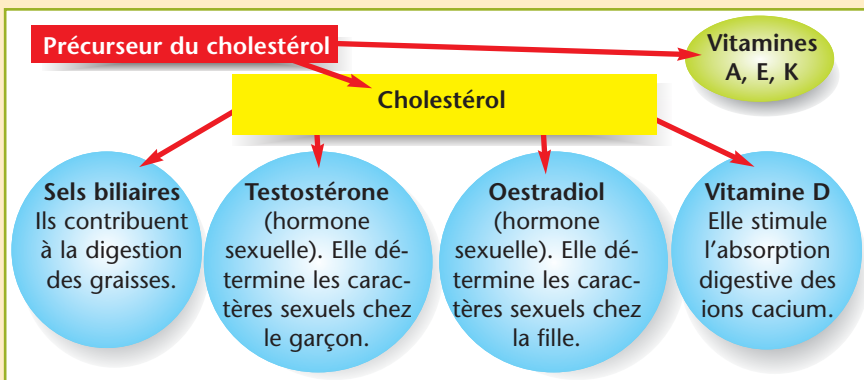 Précurseur du cholestérol
Vitamines
A, E, K
Cholestérol
Sels biliaires
Ils contribuent
à la digestion
des graisses.
Testostérone
(hormone
sexuelle). Elle dé-
termine les carac-
tères sexuels chez
le garçon.
Oestradiol
(hormone
sexuelle). Elle dé-
termine les carac-
tères sexuels chez
la fille.
Vitamine D
Elle stimule
l’absorption
digestive des
ions cacium.